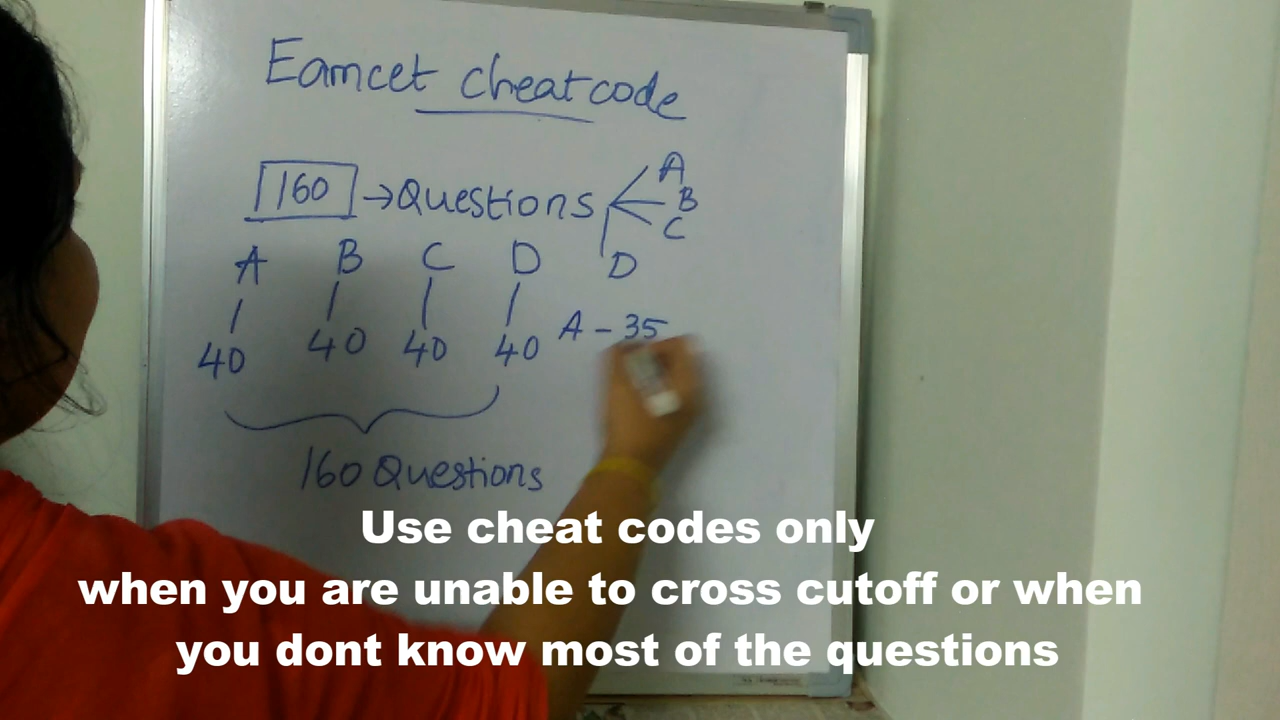 Eamcet cheatcode
160 → Questions A
B
C
D
A B C D
40 40 40 40 A - 35
160 Questions
Use cheat codes only
when you are unable to cross cutoff or when
you dont know most of the questions